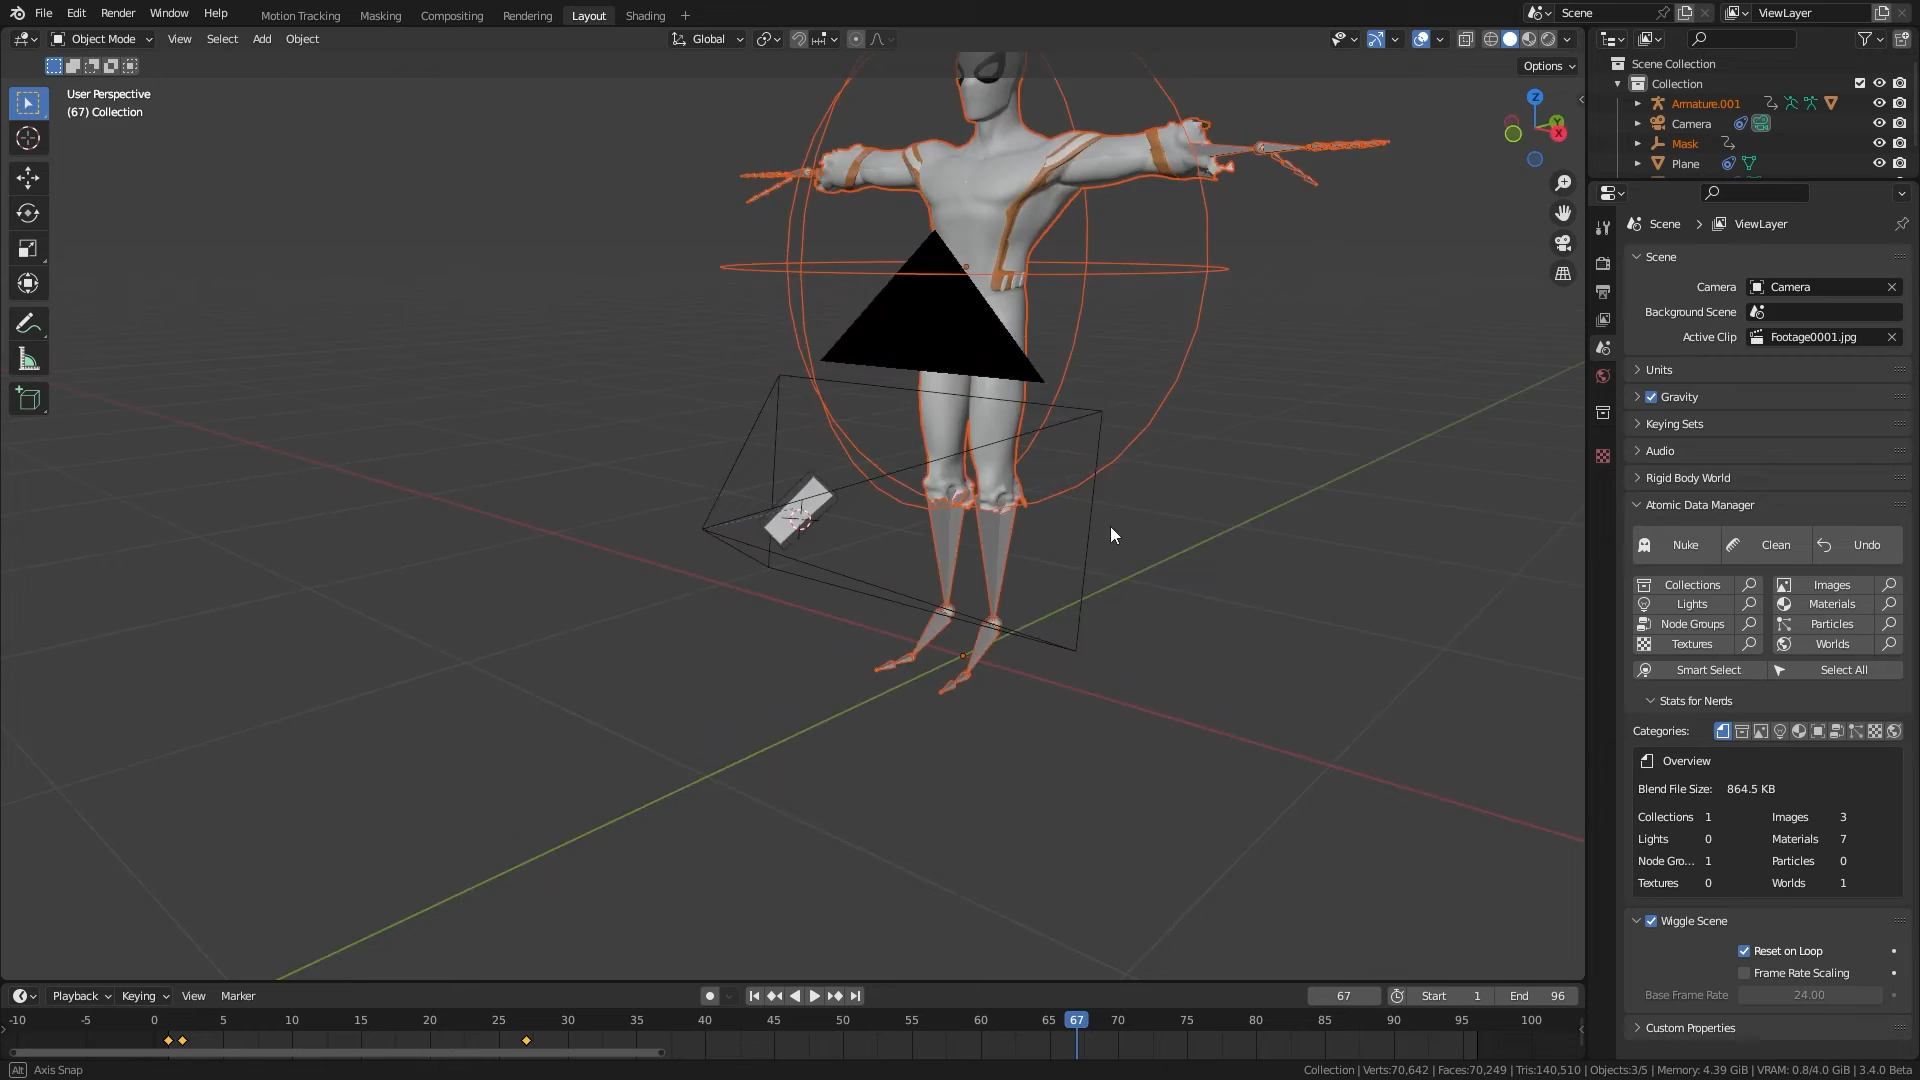 File Edit Render Window Help Motion Tracking Masking Compositing Rendering Layout Shading + Scene ViewLayer
Object Mode View Select Add Object Global
Options
User Perspective
(67) Collection
Z
Y
X
Scene Collection
Collection
Armature.001
Camera
Mask
Plane
Scene > ViewLayer
Scene
Camera Camera
Background Scene
Active Clip Footage0001.jpg
Units
Gravity
Keying Sets
Audio
Rigid Body World
Atomic Data Manager
Nuke Clean Undo
Collections Images
Lights Materials
Node Groups Particles
Textures Worlds
Smart Select Select All
Stats for Nerds
Categories:
Overview
Blend File Size: 864.5 KB
Collections 1 Images 3
Lights 0 Materials 7
Node Gro... 1 Particles 0
Textures 0 Worlds 1
Wiggle Scene
Reset on Loop
Frame Rate Scaling
Base Frame Rate 24.00
Custom Properties
Playback Keying View Marker 67 Start 1 End 96
-10 -5 0 5 10 15 20 25 30 35 40 45 50 55 60 65 67 70 75 80 85 90 95 100
Alt Axis Snap Collection | Verts:70,642 | Faces:70,249 | Tris:140,510 | Objects:3/5 | Memory: 4.39 GiB | VRAM: 0.8/4.0 GiB | 3.4.0 Beta